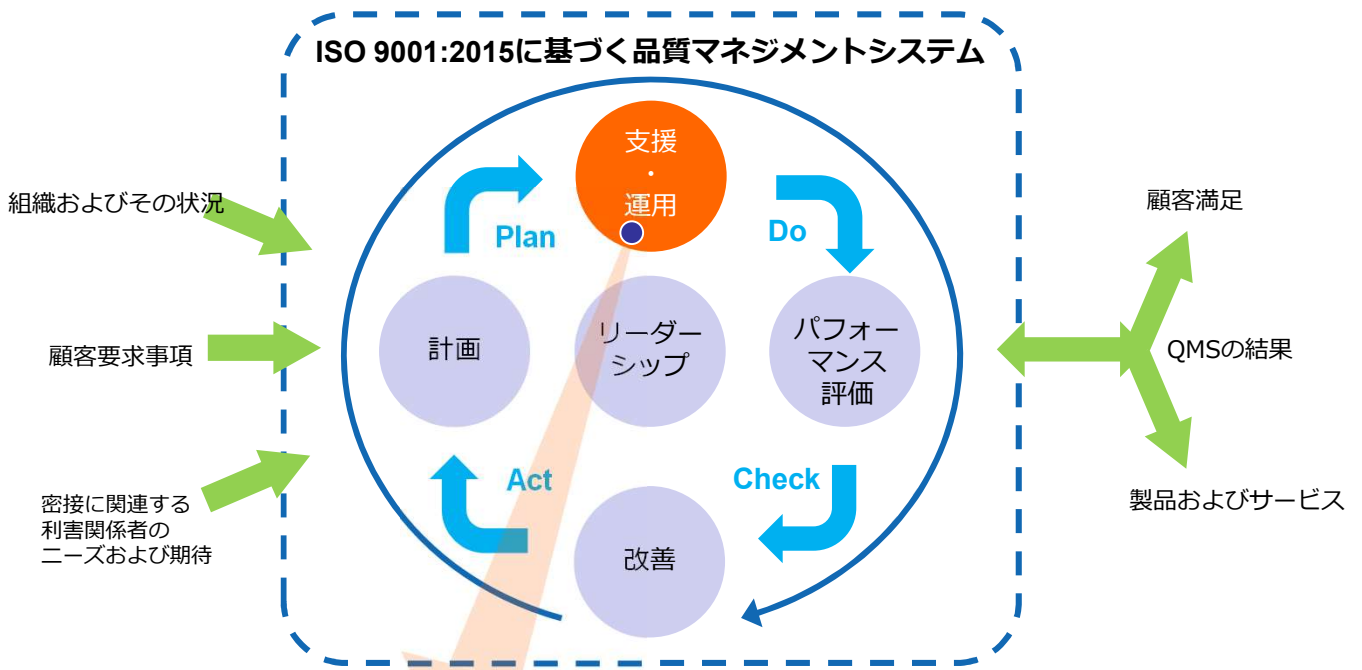 ISO 9001:2015に基づく品質マネジメントシステム
支援
・
運用
組織およびその状況
顧客満足
Plan
Do
顧客要求事項
計画
リーダー
シップ
パフォー
マンス
評価
QMSの結果
Act
Check
密接に関連する
利害関係者の
ニーズおよび期待
改善
製品およびサービス